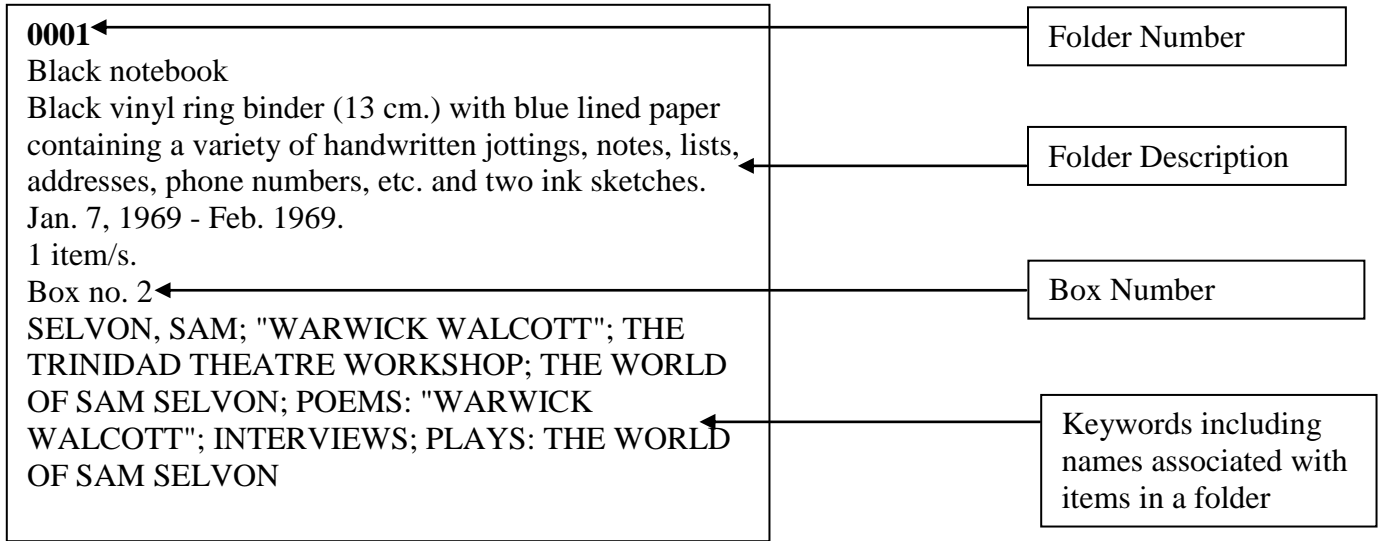 0001
Black notebook
Black vinyl ring binder (13 cm.) with blue lined paper
containing a variety of handwritten jottings, notes, lists,
addresses, phone numbers, etc. and two ink sketches.
Jan. 7, 1969 - Feb. 1969.
1 item/s.
Box no. 2
SELVON, SAM; "WARWICK WALCOTT"; THE
TRINIDAD THEATRE WORKSHOP; THE WORLD
OF SAM SELVON; POEMS: "WARWICK
WALCOTT"; INTERVIEWS; PLAYS: THE WORLD
OF SAM SELVON
Folder Number
Folder Description
Box Number
Keywords including
names associated with
items in a folder